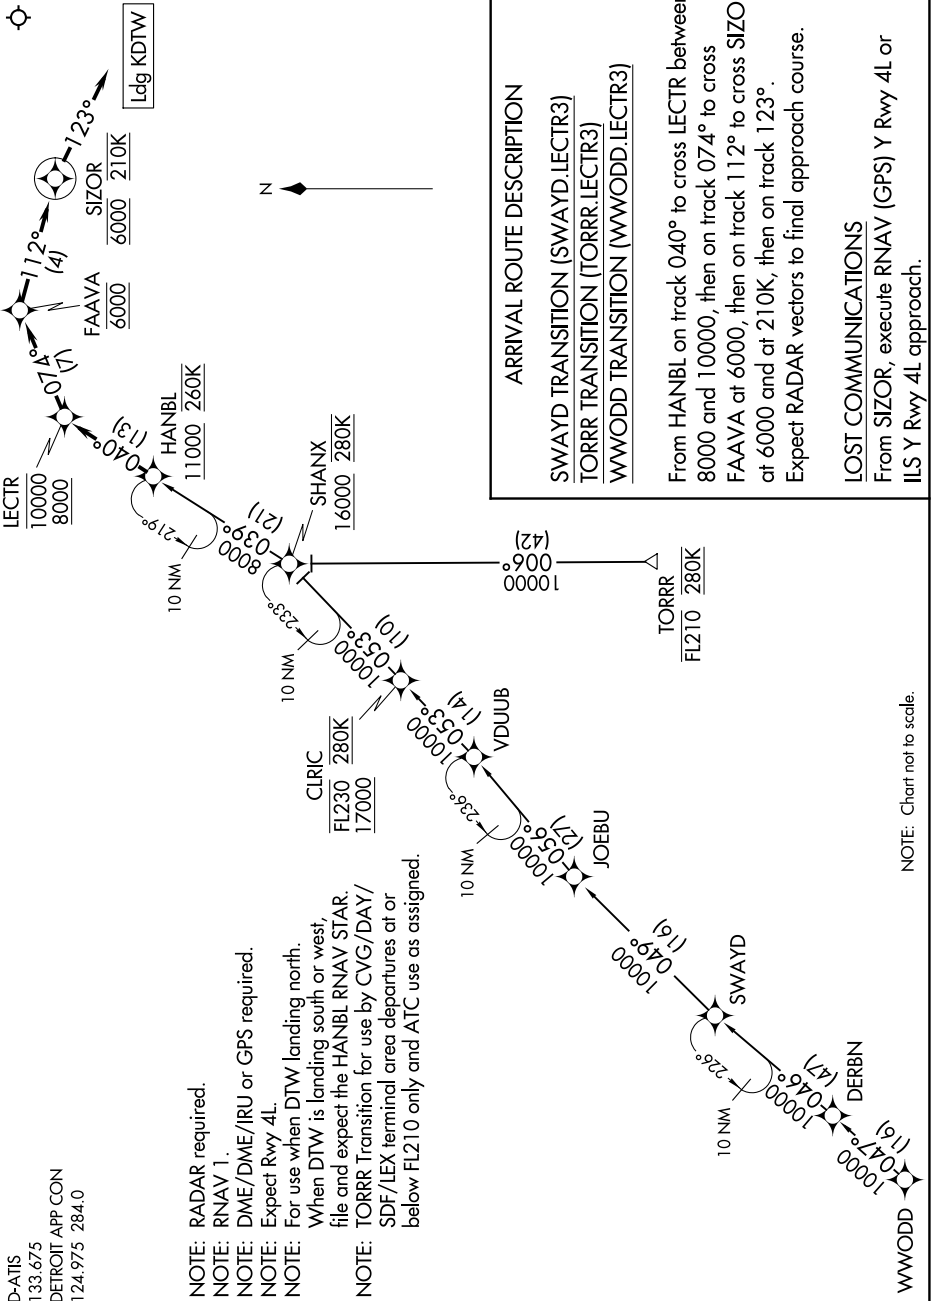 D-ATIS
133.675
DETROIT APP CON
124.975 284.0
NOTE: RADAR required.
NOTE: RNAV 1.
NOTE: DME/DME/IRU or GPS required.
NOTE: Expect Rwy 4L.
NOTE: For use when DTW landing north.
When DTW is landing south or west,
file and expect the HANBL RNAV STAR.
NOTE: TORRR Transition for use by CVG/DAY/
SDF/LEX terminal area departures at or
below FL210 only and ATC use as assigned.
LECTR
10000
8000
074°
(7)
FAAVA
6000
112°
(4)
SIZOR
6000 210K
123°
Ldg KDTW
N
040°
(13)
HANBL
11000 260K
219°
10 NM
8000
039°
(21)
SHANX
16000 280K
233°
10 NM
10000
053°
(10)
CLRIC
FL230 280K
17000
10000
006°
(42)
TORRR
FL210 280K
10000
053°
(14)
VDUUB
236°
10 NM
10000
056°
(27)
JOEBU
10000
049°
(16)
SWAYD
226°
10 NM
10000
046°
(47)
DERBN
10000
047°
(16)
WWODD
NOTE: Chart not to scale.
ARRIVAL ROUTE DESCRIPTION
SWAYD TRANSITION (SWAYD.LECTR3)
TORRR TRANSITION (TORRR.LECTR3)
WWODD TRANSITION (WWODD.LECTR3)
From HANBL on track 040° to cross LECTR between
8000 and 10000, then on track 074° to cross
FAAVA at 6000, then on track 112° to cross SIZO
at 6000 and at 210K, then on track 123°.
Expect RADAR vectors to final approach course.
LOST COMMUNICATIONS
From SIZOR, execute RNAV (GPS) Y Rwy 4L or
ILS Y Rwy 4L approach.